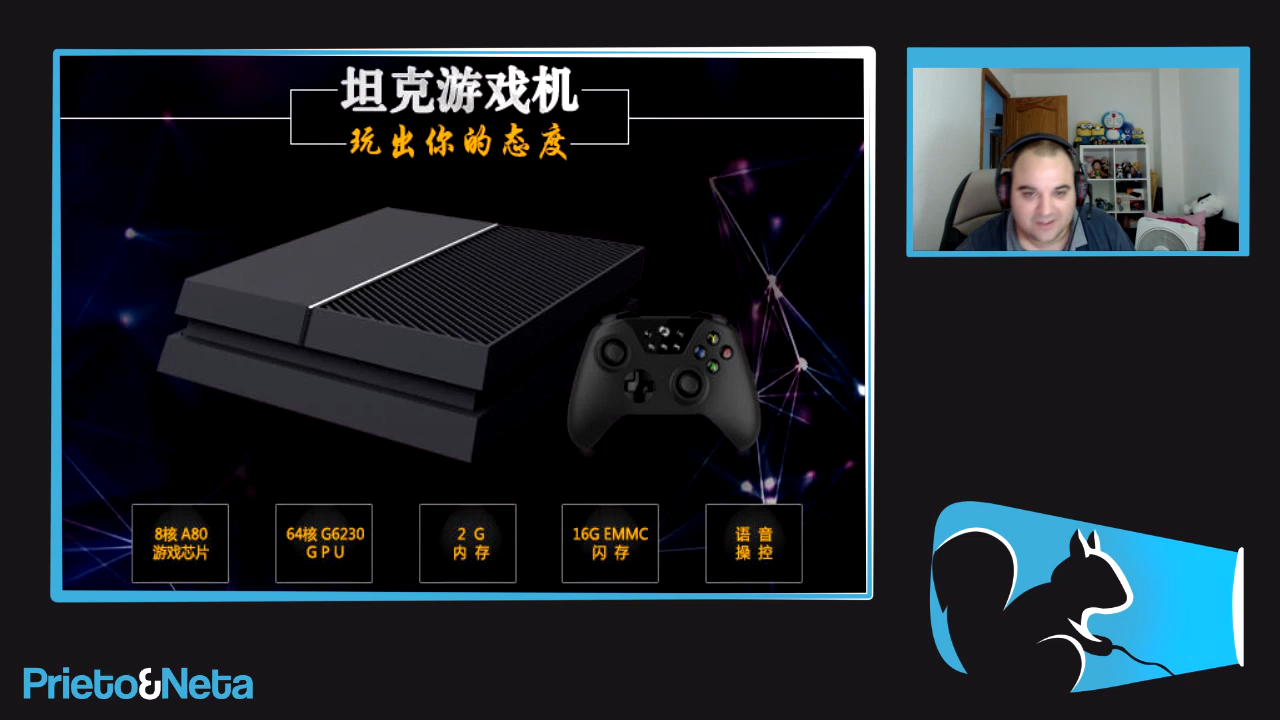 坦克游戏机
玩出你的态度
8核 A80
游戏芯片
64核 G6230
GPU
2 G
内存
16G EMMC
闪存
语音
操控
Prieto&Neta